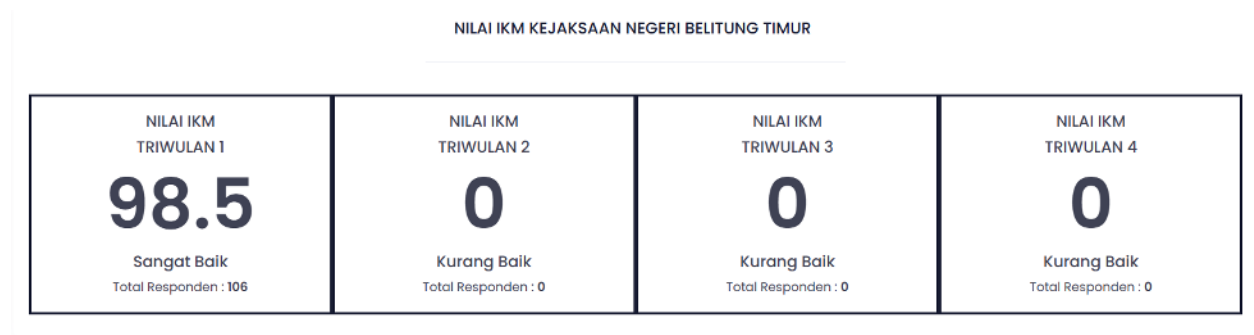 NILAI IKM KEJAKSAAN NEGERI BELITUNG TIMUR
NILAI IKM
TRIWULAN 1
98.5
Sangat Baik
Total Responden : 106
NILAI IKM
TRIWULAN 2
0
Kurang Baik
Total Responden : 0
NILAI IKM
TRIWULAN 3
0
Kurang Baik
Total Responden : 0
NILAI IKM
TRIWULAN 4
0
Kurang Baik
Total Responden : 0